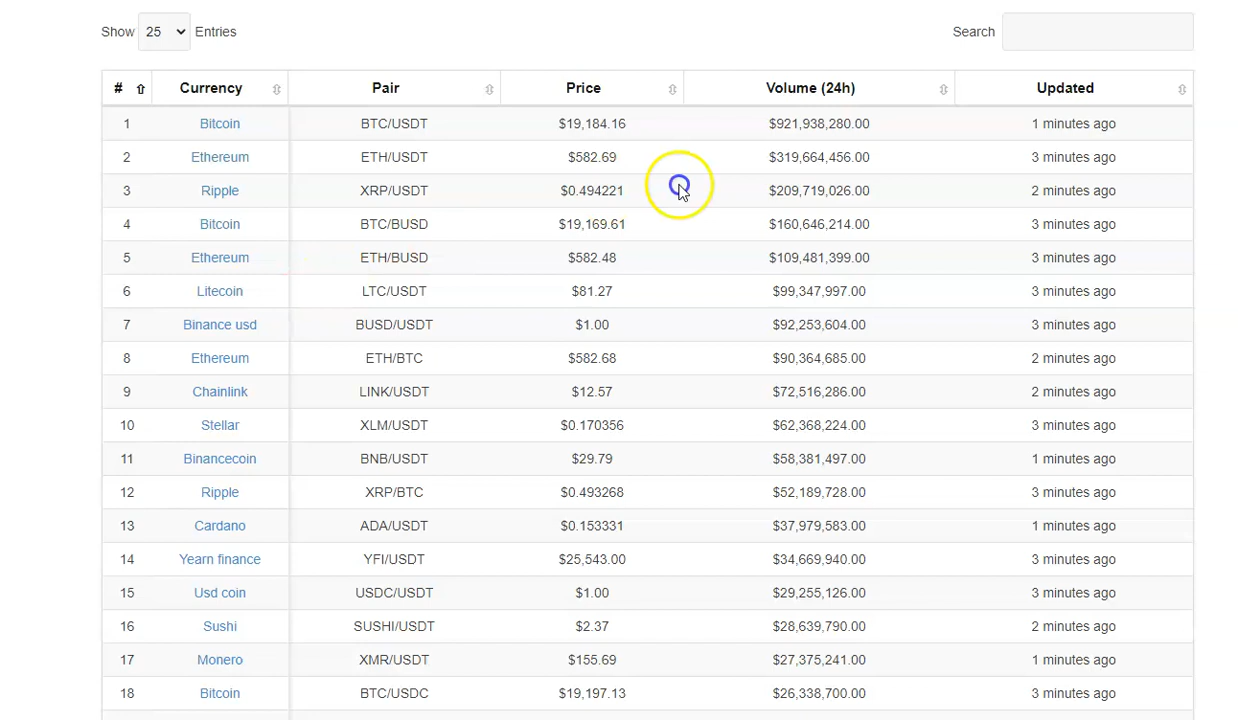 Show 25 Entries Search
# Currency Pair Price Volume (24h) Updated
1 Bitcoin BTC/USDT $19,184.16 $921,938,280.00 1 minutes ago
2 Ethereum ETH/USDT $582.69 $319,664,456.00 3 minutes ago
3 Ripple XRP/USDT $0.494221 $209,719,026.00 2 minutes ago
4 Bitcoin BTC/BUSD $19,169.61 $160,646,214.00 3 minutes ago
5 Ethereum ETH/BUSD $582.48 $109,481,399.00 3 minutes ago
6 Litecoin LTC/USDT $81.27 $99,347,997.00 3 minutes ago
7 Binance usd BUSD/USDT $1.00 $92,253,604.00 3 minutes ago
8 Ethereum ETH/BTC $582.68 $90,364,685.00 2 minutes ago
9 Chainlink LINK/USDT $12.57 $72,516,286.00 2 minutes ago
10 Stellar XLM/USDT $0.170356 $62,368,224.00 3 minutes ago
11 Binancecoin BNB/USDT $29.79 $58,381,497.00 1 minutes ago
12 Ripple XRP/BTC $0.493268 $52,189,728.00 3 minutes ago
13 Cardano ADA/USDT $0.153331 $37,979,583.00 1 minutes ago
14 Yearn finance YFI/USDT $25,543.00 $34,669,940.00 3 minutes ago
15 Usd coin USDC/USDT $1.00 $29,255,126.00 3 minutes ago
16 Sushi SUSHI/USDT $2.37 $28,639,790.00 2 minutes ago
17 Monero XMR/USDT $155.69 $27,375,241.00 1 minutes ago
18 Bitcoin BTC/USDC $19,197.13 $26,338,700.00 3 minutes ago